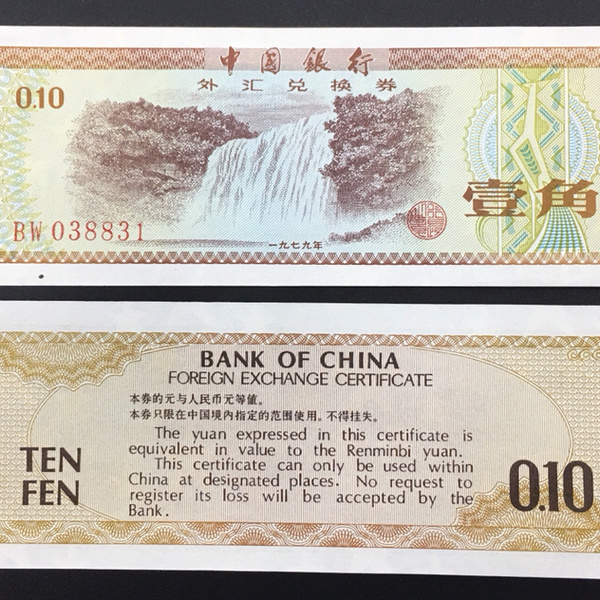 中国银行
外汇兑换券
0.10
壹角
BW 038831
一九七九年
BANK OF CHINA
FOREIGN EXCHANGE CERTIFICATE
本券的元与人民币元等值。
本券只限在中国境内指定的范围使用。不得挂失。
The yuan expressed in this certificate is
equivalent in value to the Renminbi yuan.
This certificate can only be used within
China at designated places. No request to
register its loss will be accepted by the
Bank.
TEN
FEN
0.10